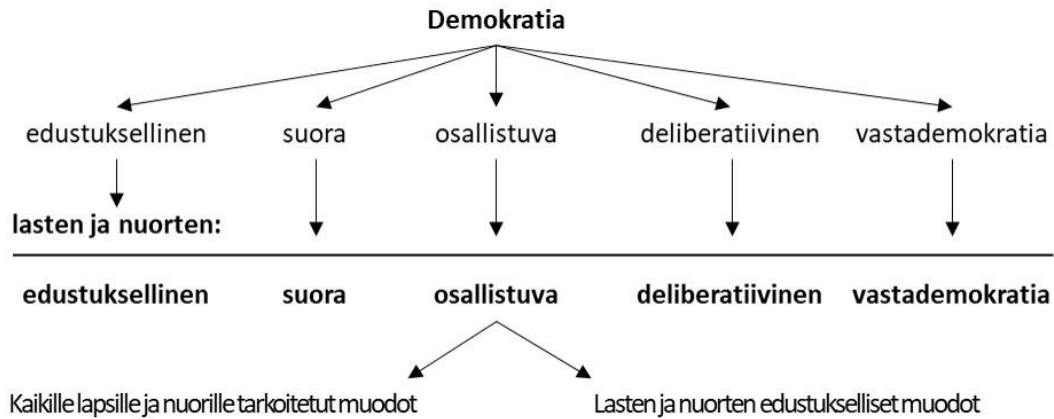 Demokratia
edustuksellinen suora osallistuva deliberatiivinen vastademokratia
lasten ja nuorten:
edustuksellinen suora osallistuva deliberatiivinen vastademokratia
Kaikille lapsille ja nuorille tarkoitetut muodot Lasten ja nuorten edustukselliset muodot